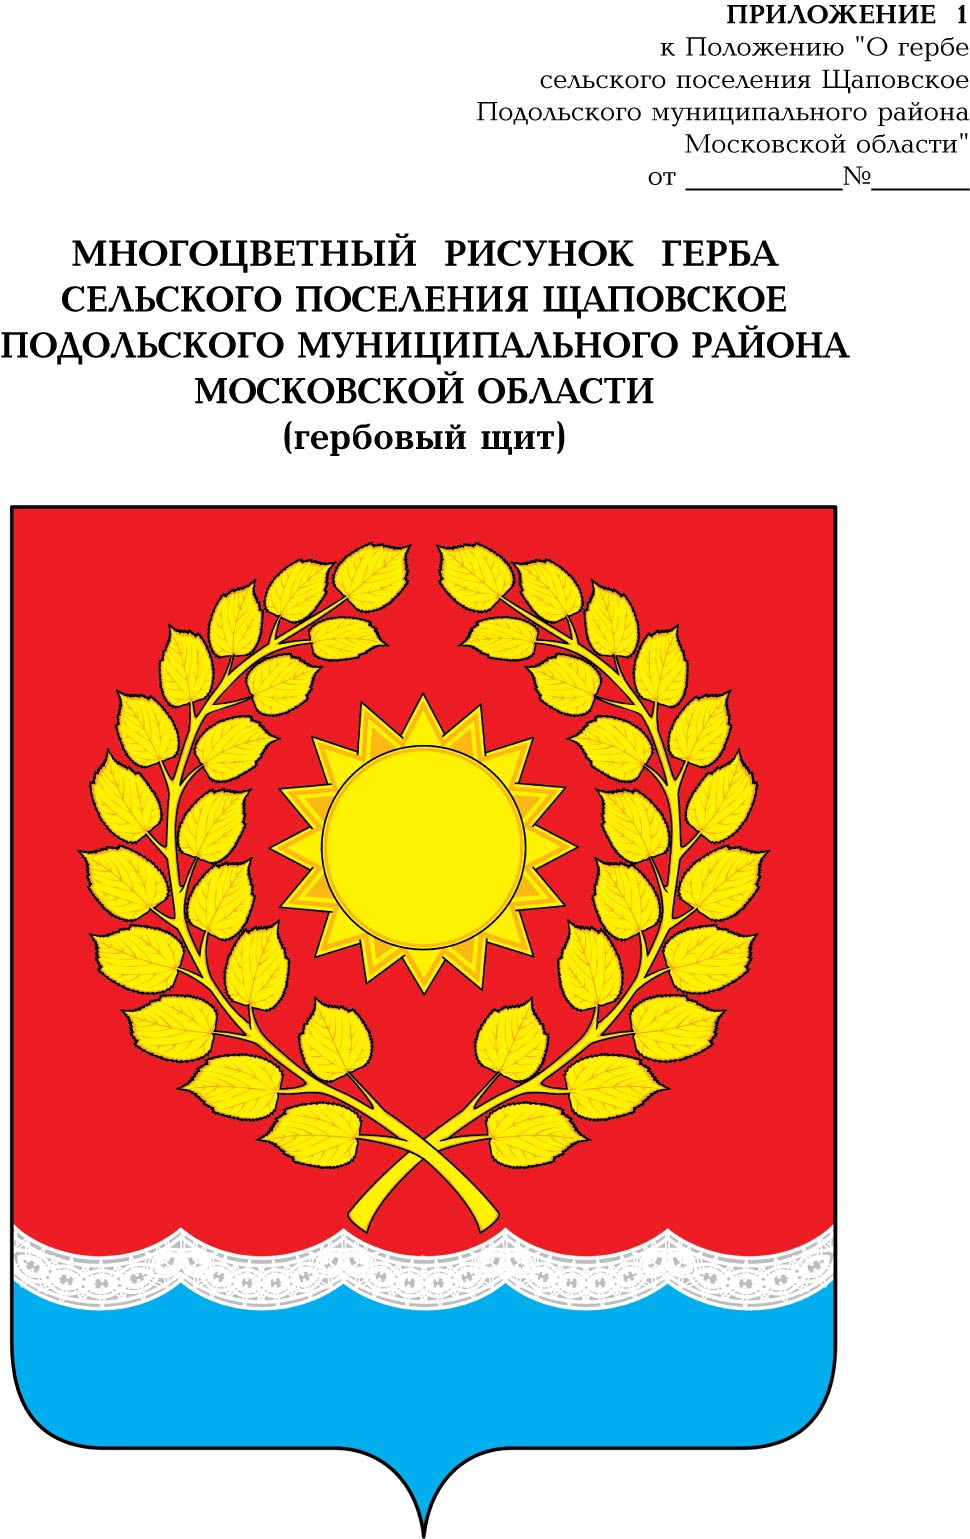 ПРИЛОЖЕНИЕ 1
к Положению "О гербе
сельского поселения Щаповское
Подольского муниципального района
Московской области"
от ___________№_______
МНОГОЦВЕТНЫЙ РИСУНОК ГЕРБА
СЕЛЬСКОГО ПОСЕЛЕНИЯ ЩАПОВСКОЕ
ПОДОЛЬСКОГО МУНИЦИПАЛЬНОГО РАЙОНА
МОСКОВСКОЙ ОБЛАСТИ
(гербовый щит)